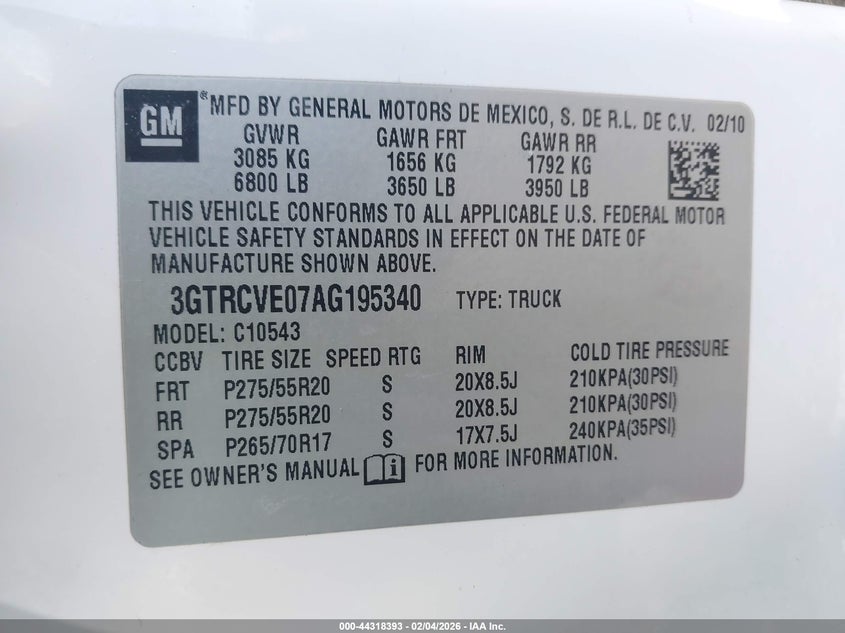 GM
® MFD BY GENERAL MOTORS DE MEXICO, S. DE R.L. DE C.V. 02/10
GVWR GAWR FRT GAWR RR
3085 KG 1656 KG 1792 KG
6800 LB 3650 LB 3950 LB
THIS VEHICLE CONFORMS TO ALL APPLICABLE U.S. FEDERAL MOTOR
VEHICLE SAFETY STANDARDS IN EFFECT ON THE DATE OF
MANUFACTURE SHOWN ABOVE.
3GTRCVE07AG195340 TYPE: TRUCK
MODEL: C10543
CCBV TIRE SIZE SPEED RTG RIM COLD TIRE PRESSURE
FRT P275/55R20 S 20X8.5J 210KPA(30PSI)
RR P275/55R20 S 20X8.5J 210KPA(30PSI)
SPA P265/70R17 S 17X7.5J 240KPA(35PSI)
SEE OWNER'S MANUAL i FOR MORE INFORMATION.
000-44318393 - 02/04/2026 - IAA Inc.